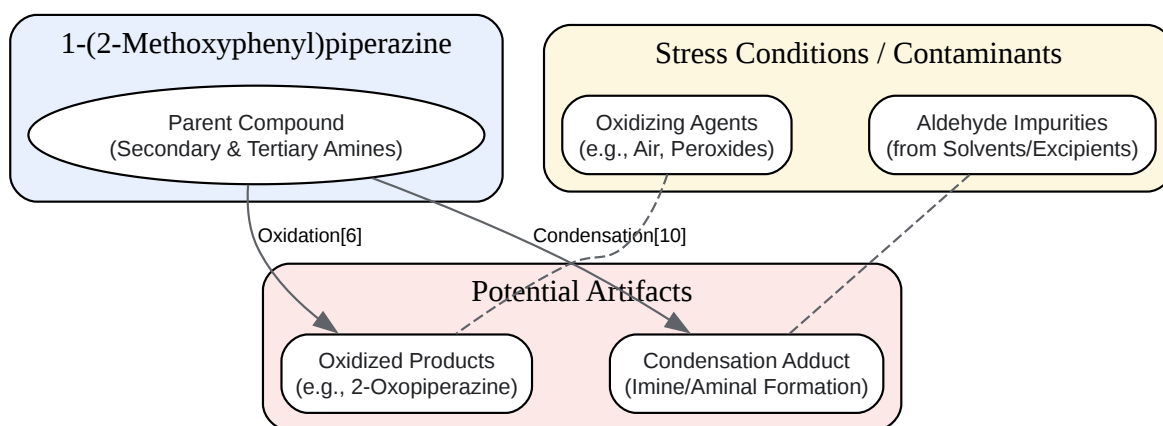 1-(2-Methoxyphenyl)piperazine
Parent Compound
(Secondary & Tertiary Amines)
Stress Conditions / Contaminants
Oxidizing Agents
(e.g., Air, Peroxides)
Aldehyde Impurities
(from Solvents/Excipients)
Oxidation[6]
Condensation[10]
Potential Artifacts
Oxidized Products
(e.g., 2-Oxopiperazine)
Condensation Adduct
(Imine/Aminal Formation)